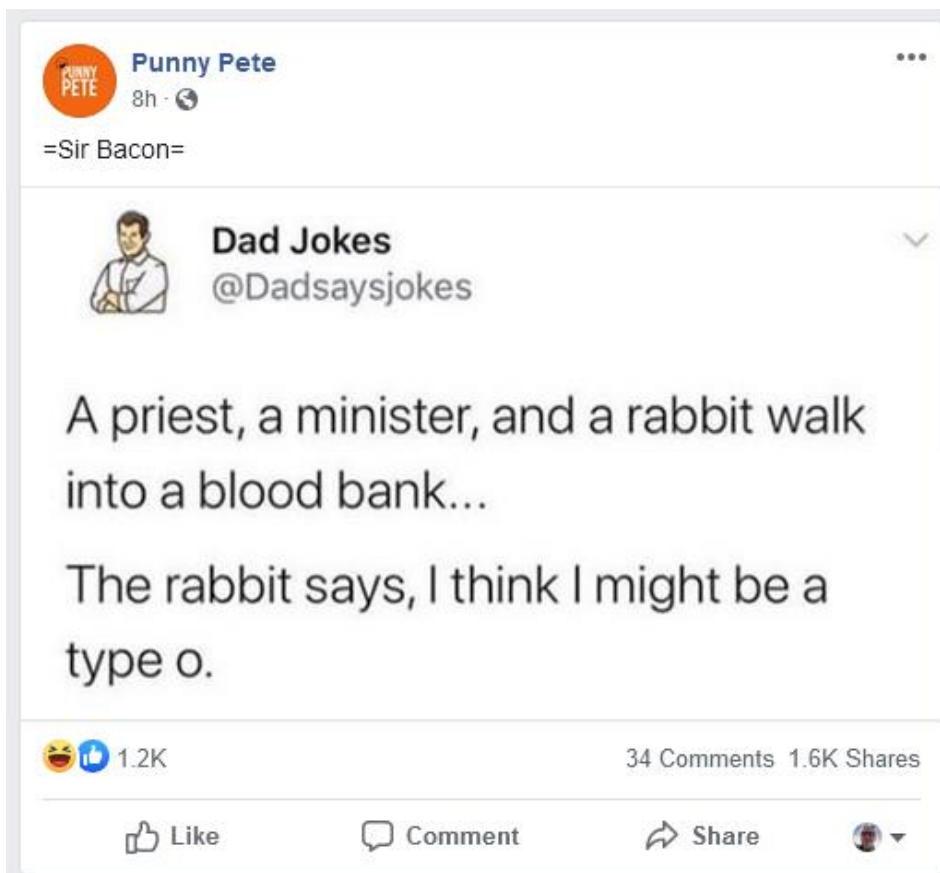 PUNNY
PETE
Punny Pete
8h ·
=Sir Bacon=
Dad Jokes
@Dadsaysjokes
A priest, a minister, and a rabbit walk
into a blood bank...
The rabbit says, I think I might be a
type o.
1.2K 34 Comments 1.6K Shares
Like Comment Share